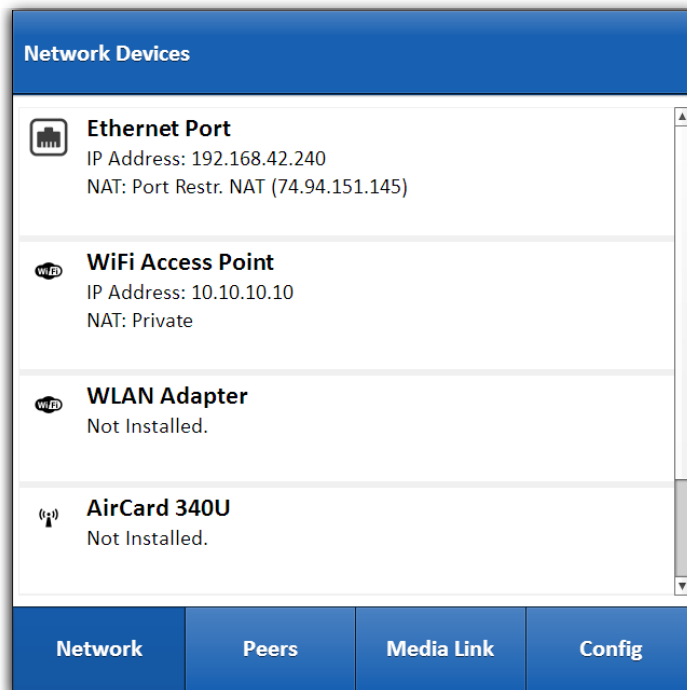 Network Devices
Ethernet Port
IP Address: 192.168.42.240
NAT: Port Restr. NAT (74.94.151.145)
WiFi
WiFi Access Point
IP Address: 10.10.10.10
NAT: Private
WiFi
WLAN Adapter
Not Installed.
AirCard 340U
Not Installed.
Network
Peers
Media Link
Config